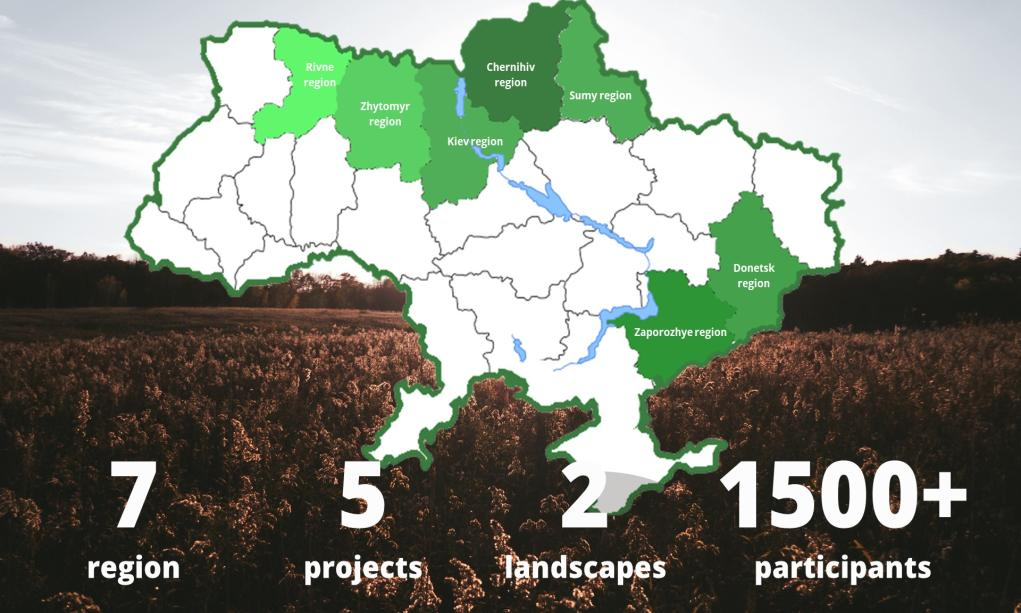 Rivne
region
Zhytomyr
region
Kiev region
Chernihiv
region
Sumy region
Donetsk
region
Zaporozhye region
7
region
5
projects
2
landscapes
1500+
participants